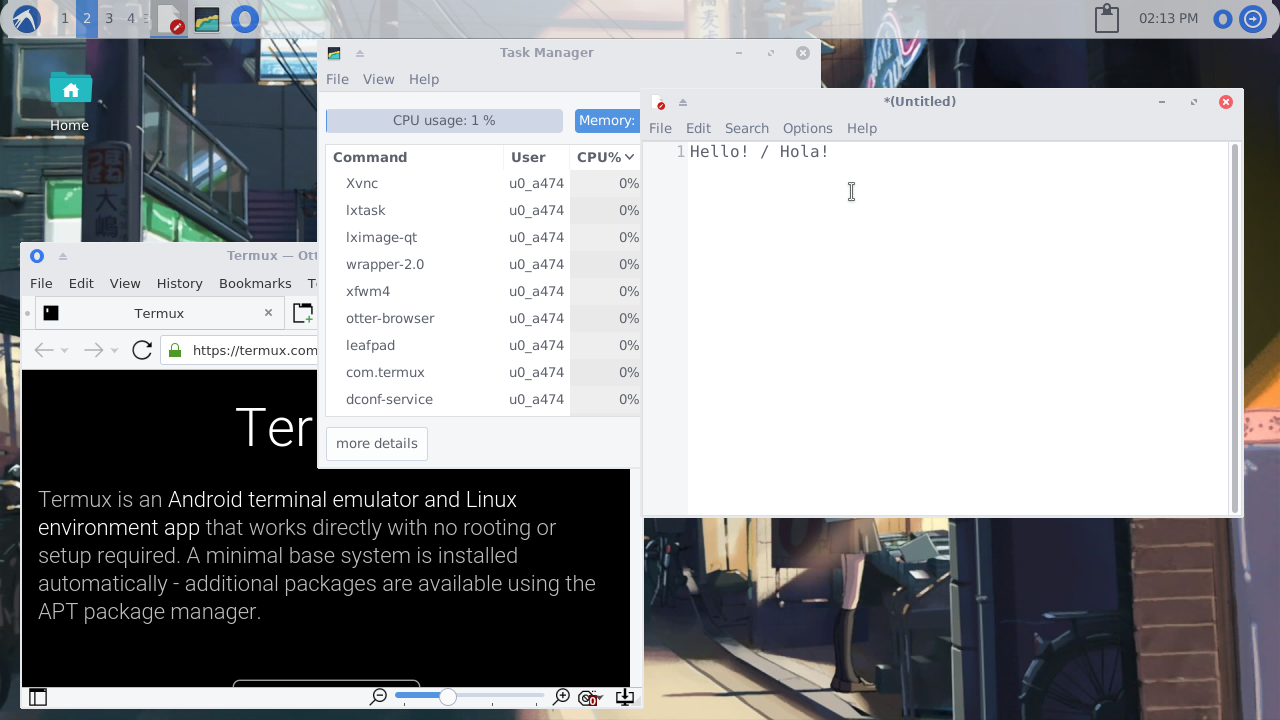 1 2 3 4
02:13 PM
Home
Task Manager
File View Help
CPU usage: 1 %
Memory:
Command User CPU%
Xvnc u0_a474 0%
lxtask u0_a474 0%
lximage-qt u0_a474 0%
wrapper-2.0 u0_a474 0%
xfwm4 u0_a474 0%
otter-browser u0_a474 0%
leafpad u0_a474 0%
com.termux u0_a474 0%
dconf-service u0_a474 0%
more details
*(Untitled)
File Edit Search Options Help
1 Hello! / Hola!
Termux — Ott
File Edit View History Bookmarks T
Termux
https://termux.com
Ter
Termux is an Android terminal emulator and Linux
environment app that works directly with no rooting or
setup required. A minimal base system is installed
automatically - additional packages are available using the
APT package manager.
大嶋